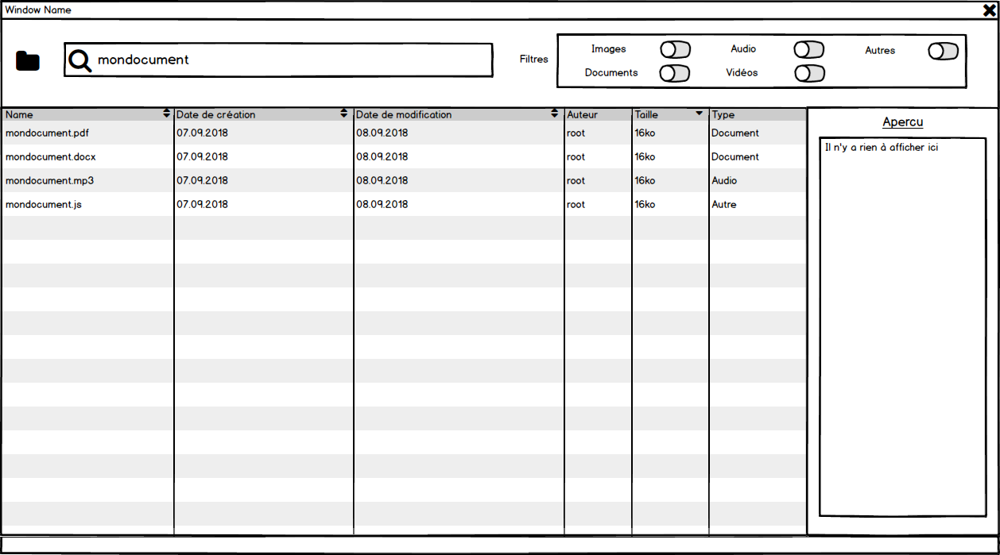 Window Name
mondocument
Filtres
Images Audio Autres
Documents Vidéos
Name Date de création Date de modification Auteur Taille Type
mondocument.pdf 07.09.2018 08.09.2018 root 16ko Document
mondocument.docx 07.09.2018 08.09.2018 root 16ko Document
mondocument.mp3 07.09.2018 08.09.2018 root 16ko Audio
mondocument.js 07.09.2018 08.09.2018 root 16ko Autre
Apercu
Il n'y a rien à afficher ici